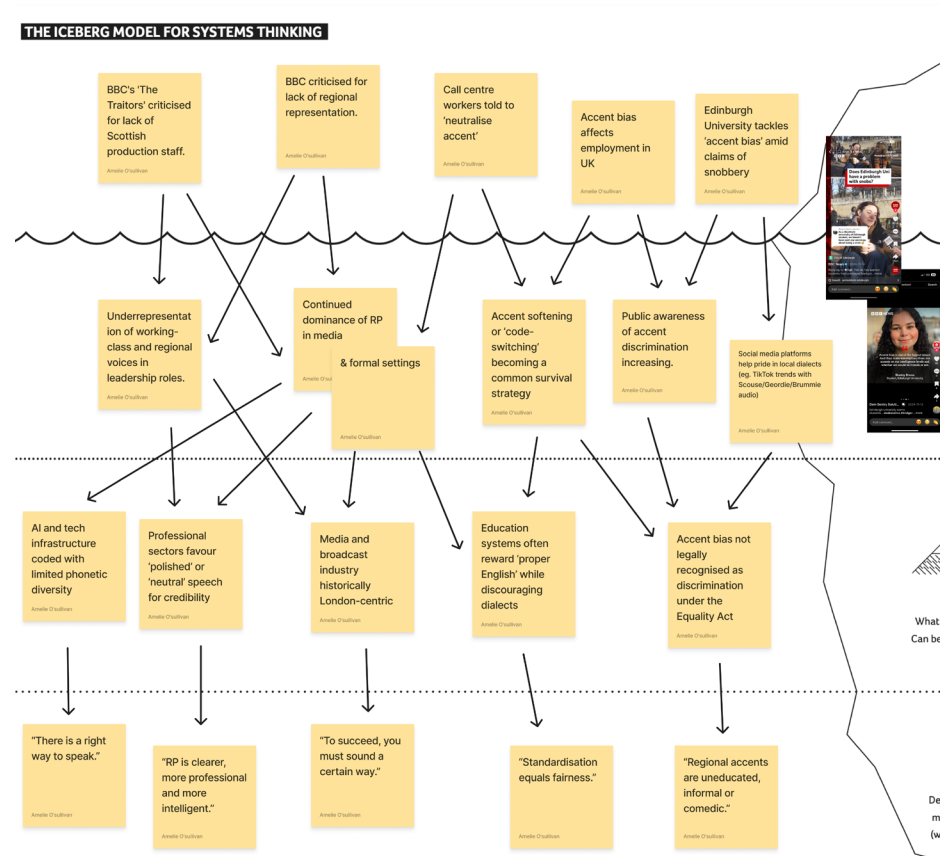 THE ICEBERG MODEL FOR SYSTEMS THINKING
BBC's 'The
Traitors' criticised
for lack of
Scottish
production staff.
Amelie O'sullivan
BBC criticised for
lack of regional
representation.
Amelie O'sullivan
Call centre
workers told to
'neutralise
accent'
Amelie O'sullivan
Accent bias
affects
employment in
UK
Amelie O'sullivan
Edinburgh
University tackles
'accent bias' amid
claims of
snobbery
Amelie O'sullivan
Does Edinburgh Uni
have a problem
with snobs?
Underrepresentat
ion of working-
class and regional
voices in
leadership roles.
Amelie O'sullivan
Continued
dominance of RP
in media
& formal settings
Amelie O'sullivan
Accent softening
or 'code-
switching'
becoming a
common survival
strategy
Amelie O'sullivan
Public awareness
of accent
discrimination
increasing.
Amelie O'sullivan
Social media platforms
help pride in local dialects
(eg. TikTok trends with
Scouse/Geordie/Brummie
audio)
Amelie O'sullivan
BBC NEWS
AI and tech
infrastructure
coded with
limited phonetic
diversity
Amelie O'sullivan
Professional
sectors favour
'polished' or
'neutral' speech
for credibility
Amelie O'sullivan
Media and
broadcast
industry
historically
London-centric
Amelie O'sullivan
Education
systems often
reward 'proper
English' while
discouraging
dialects
Amelie O'sullivan
Accent bias not
legally
recognised as
discrimination
under the
Equality Act
Amelie O'sullivan
What
Can be
"There is a right
way to speak."
Amelie O'sullivan
"RP is clearer,
more professional
and more
intelligent."
Amelie O'sullivan
"To succeed, you
must sound a
certain way."
Amelie O'sullivan
"Standardisation
equals fairness."
Amelie O'sullivan
"Regional accents
are uneducated,
informal or
comedic."
Amelie O'sullivan
De
m
(w